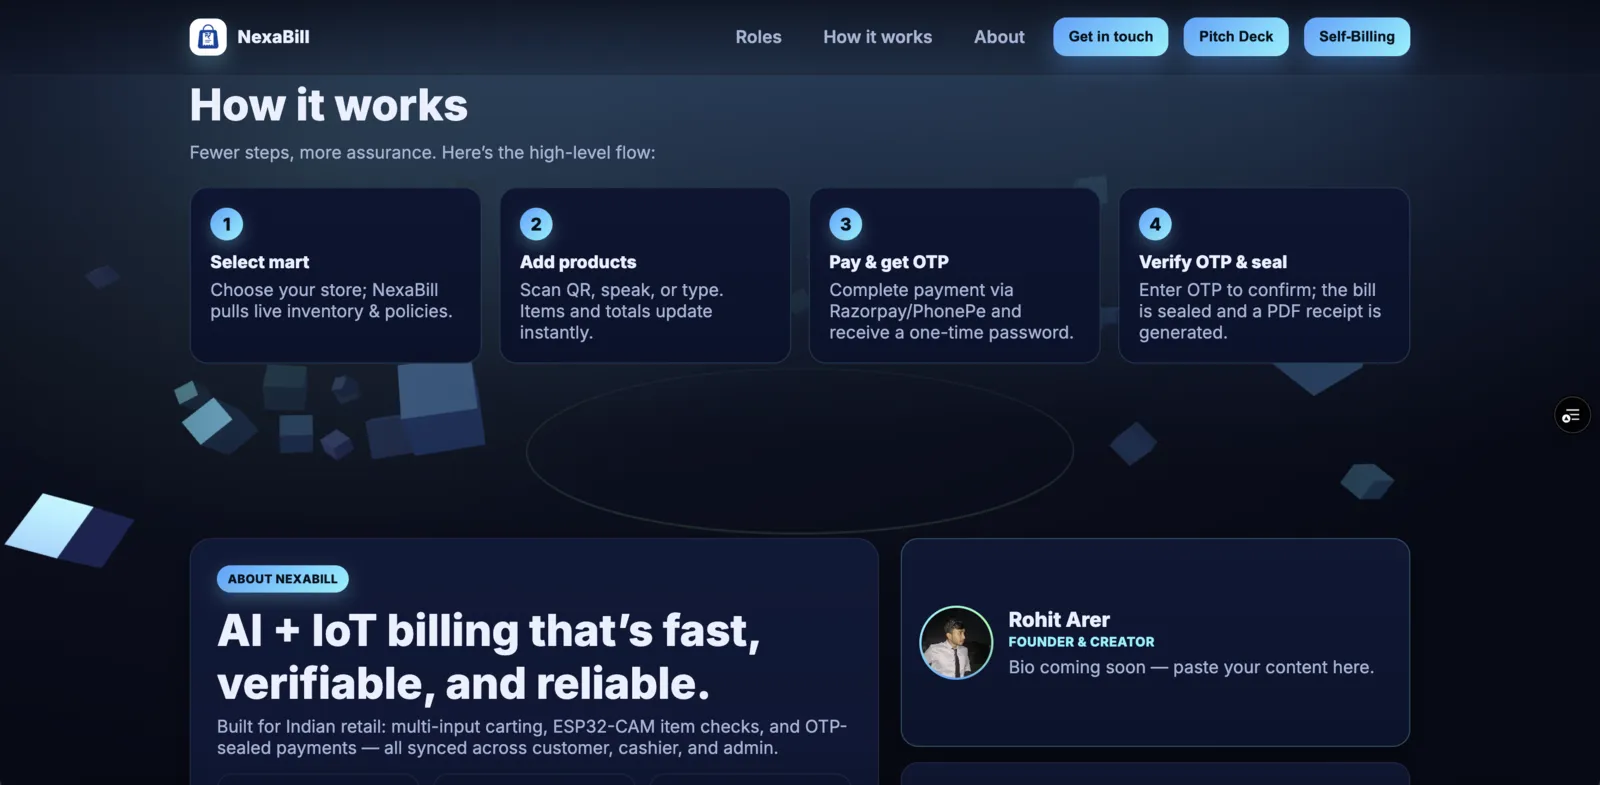 NexaBill
Roles
How it works
About
Get in touch
Pitch Deck
Self-Billing
How it works
Fewer steps, more assurance. Here’s the high-level flow:
1
Select mart
Choose your store; NexaBill
pulls live inventory & policies.
2
Add products
Scan QR, speak, or type.
Items and totals update
instantly.
3
Pay & get OTP
Complete payment via
Razorpay/PhonePe and
receive a one-time password.
4
Verify OTP & seal
Enter OTP to confirm; the bill
is sealed and a PDF receipt is
generated.
ABOUT NEXABILL
AI + IoT billing that’s fast,
verifiable, and reliable.
Built for Indian retail: multi-input carting, ESP32-CAM item checks, and OTP-
sealed payments — all synced across customer, cashier, and admin.
Rohit Arer
FOUNDER & CREATOR
Bio coming soon — paste your content here.